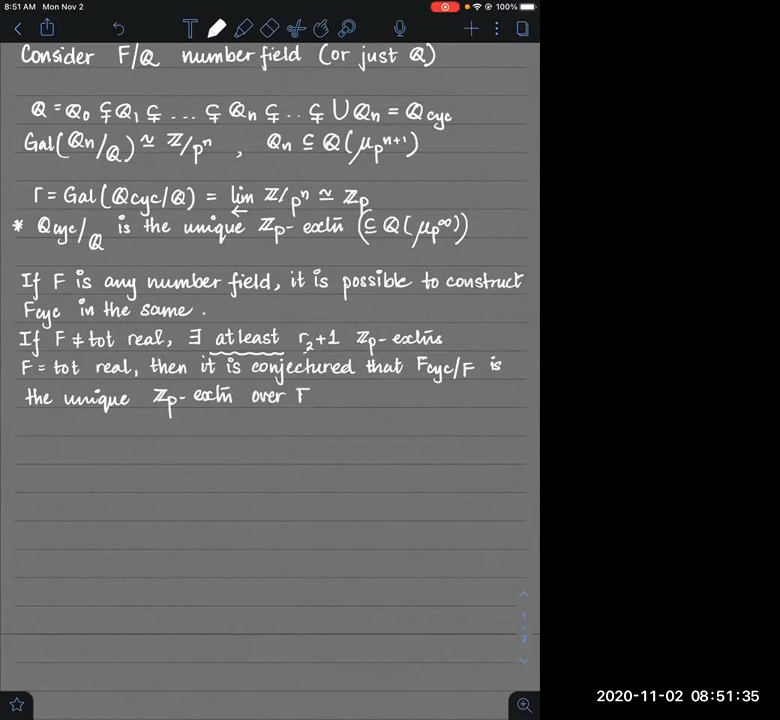 8:51 AM Mon Nov 2
100%
Consider F/ℚ number field (or just ℚ)
ℚ = ℚ₀ ⊊ ℚ₁ ⊊ ... ⊊ ℚn ⊊ .. ⊊ ∪ℚn = ℚcyc
Gal(ℚn/ℚ) ≃ ℤ/pⁿ , ℚn ⊆ ℚ(μpⁿ⁺¹)
Γ = Gal(ℚcyc/ℚ) = lim← ℤ/pⁿ ≃ ℤp
* ℚcyc/ℚ is the unique ℤp-extn̄ (⊆ ℚ(μp∞))
If F is any number field, it is possible to construct
Fcyc in the same .
If F ≠ tot real, ∃ atleast r₂+1 ℤp-extn̄s
F = tot real, then it is conjectured that Fcyc/F is
the unique ℤp-extn̄ over F
1
2
2020-11-02 08:51:35